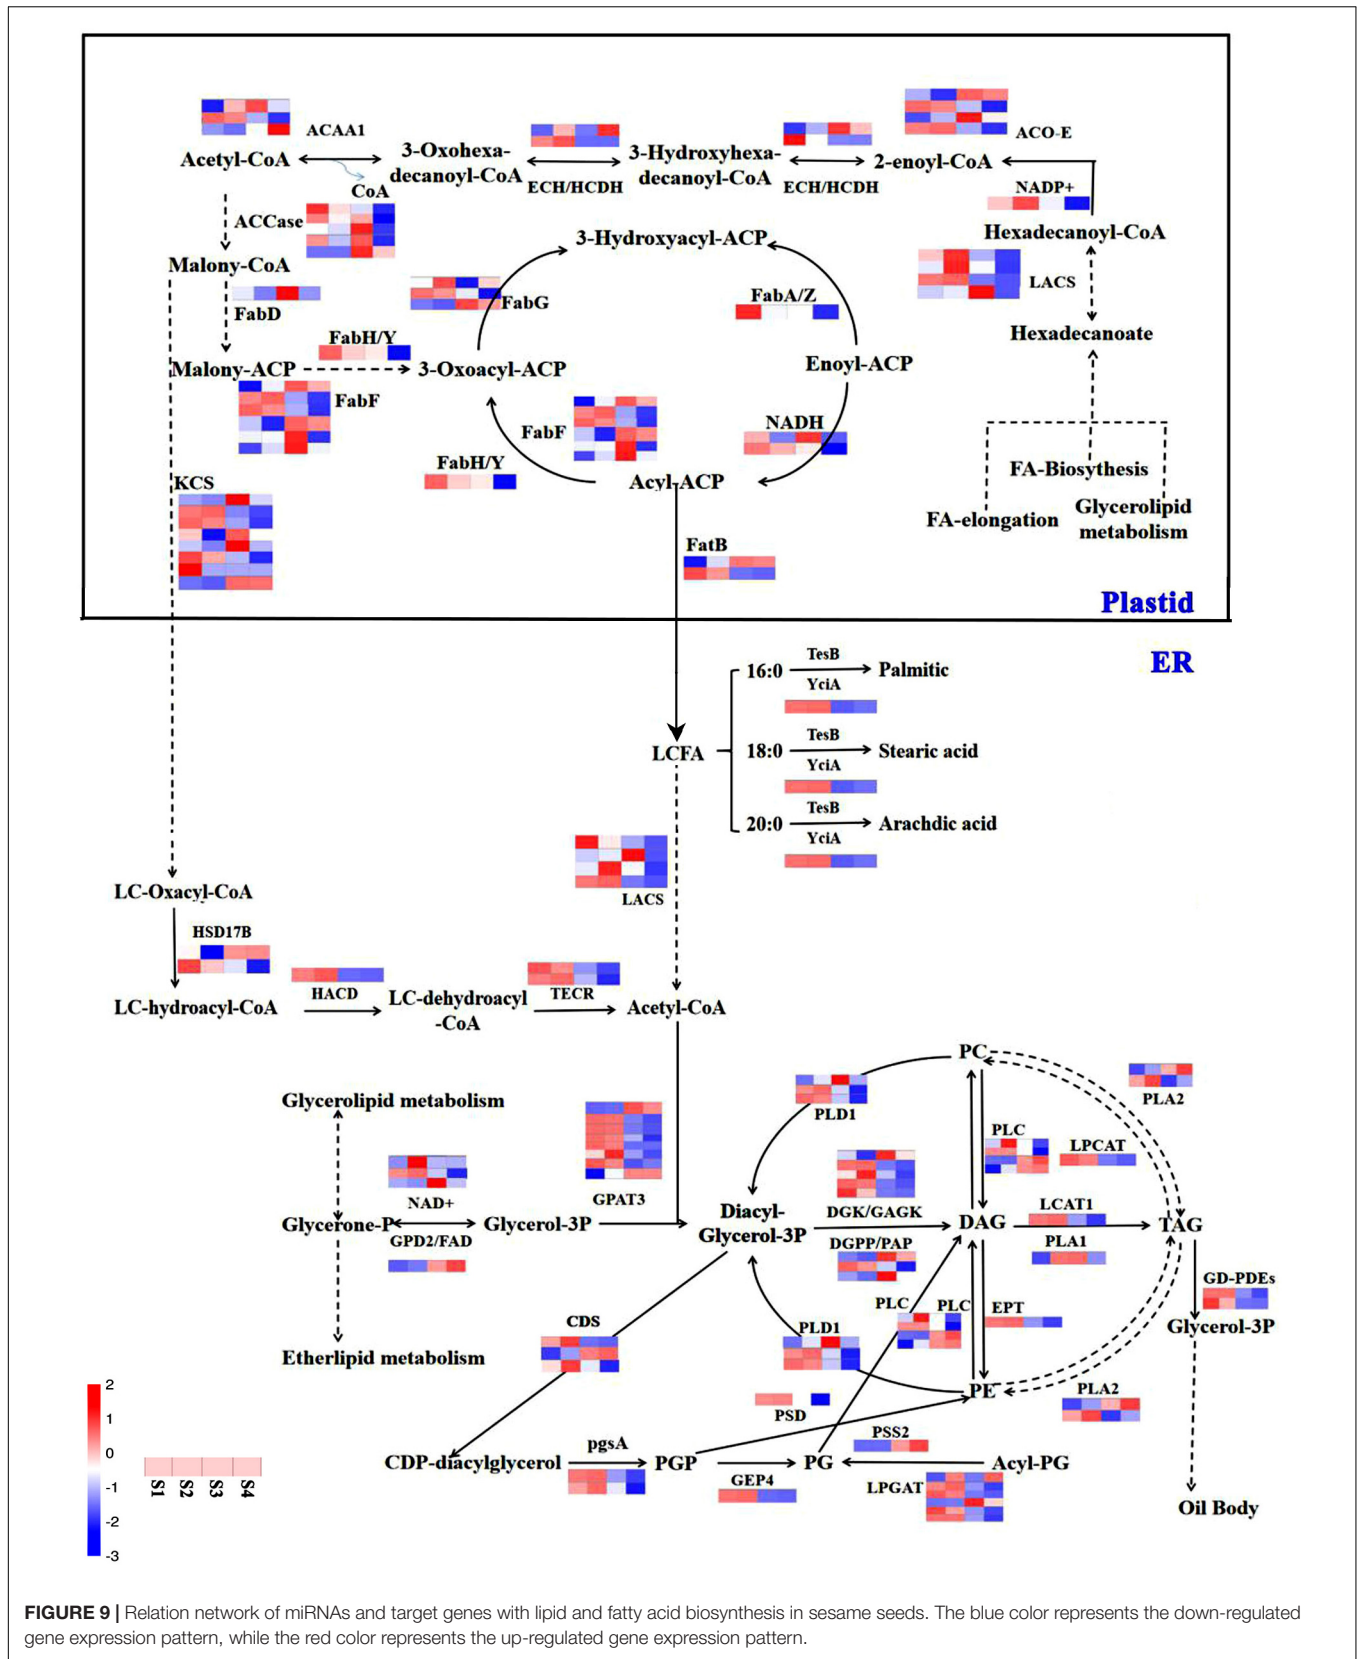 ACAA1
Acetyl-CoA
CoA
3-Oxohexa-
decanoyl-CoA
ECH/HCDH
3-Hydroxyhexa-
decanoyl-CoA
ECH/HCDH
2-enoyl-CoA
ACO-E
NADP+
Hexadecanoyl-CoA
LACS
Hexadecanoate
FA-Biosythesis
FA-elongation
Glycerolipid
metabolism
ACCase
Malony-CoA
FabD
Malony-ACP
FabH/Y
FabF
KCS
3-Hydroxyacyl-ACP
FabG
3-Oxoacyl-ACP
FabA/Z
Enoyl-ACP
NADH
FabF
FabH/Y
Acyl-ACP
FatB
Plastid
ER
LCFA
16:0
TesB
YciA
Palmitic
18:0
TesB
YciA
Stearic acid
20:0
TesB
YciA
Arachdic acid
LACS
LC-Oxacyl-CoA
HSD17B
LC-hydroacyl-CoA
HACD
LC-dehydroacyl
-CoA
TECR
Acetyl-CoA
Glycerolipid metabolism
NAD+
Glycerone-P
GPD2/FAD
Glycerol-3P
GPAT3
Etherlipid metabolism
Diacyl-
Glycerol-3P
PLD1
PC
PLC
LPCAT
PLA2
DGK/GAGK
DGPP/PAP
DAG
LCAT1
PLA1
TAG
GD-PDEs
Glycerol-3P
PLC
PLC
EPT
PLD1
PE
PLA2
PSD
CDS
CDP-diacylglycerol
pgsA
PGP
GEP4
PG
PSS2
LPGAT
Acyl-PG
Oil Body
2
1
0
-1
-2
-3
S1
S2
S3
S4
FIGURE 9 | Relation network of miRNAs and target genes with lipid and fatty acid biosynthesis in sesame seeds. The blue color represents the down-regulated
gene expression pattern, while the red color represents the up-regulated gene expression pattern.